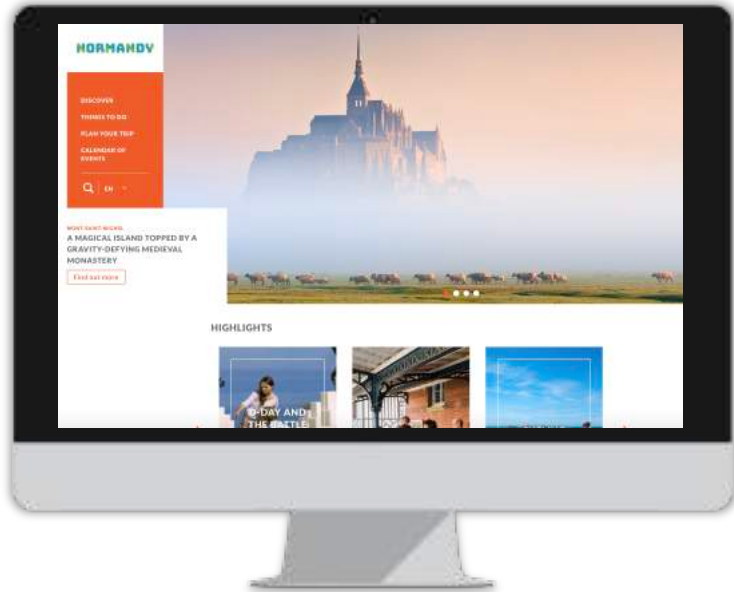 NORMANDY
DISCOVER
THINGS TO DO
PLAN YOUR TRIP
CALENDAR OF
EVENTS
EN
MONT SAINT-MICHEL
A MAGICAL ISLAND TOPPED BY A
GRAVITY-DEFYING MEDIEVAL
MONASTERY
Find out more
HIGHLIGHTS
D-DAY AND
THE BATTLE